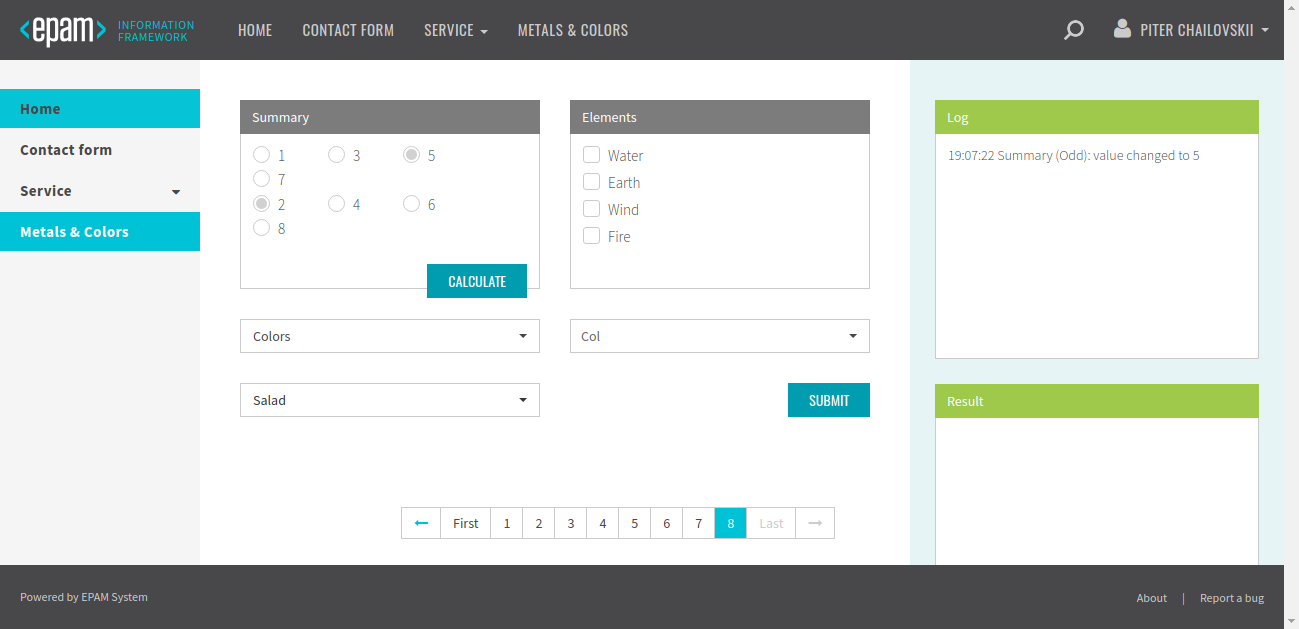 <epam>
INFORMATION
FRAMEWORK
HOME
CONTACT FORM
SERVICE
METALS & COLORS
PITER CHAILOVSKII
Home
Contact form
Service
Metals & Colors
Summary
1 3 5
7
2 4 6
8
CALCULATE
Elements
Water
Earth
Wind
Fire
Colors
Col
Salad
SUBMIT
First 1 2 3 4 5 6 7 8 Last
Log
19:07:22 Summary (Odd): value changed to 5
Result
Powered by EPAM System
About | Report a bug